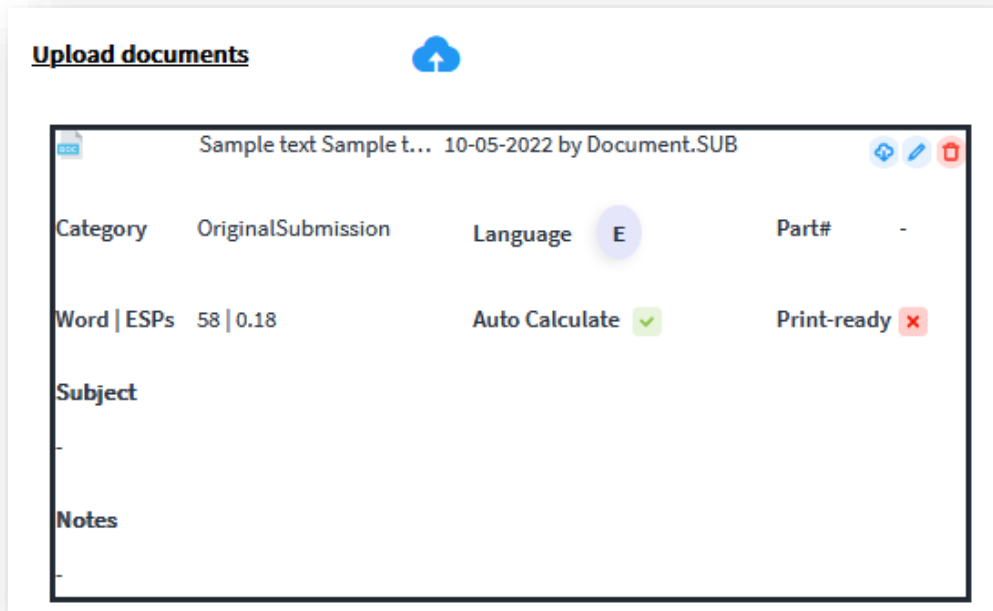 Upload documents
DOC
Sample text Sample t... 10-05-2022 by Document.SUB
Category OriginalSubmission Language E Part# -
Word | ESPs 58 | 0.18 Auto Calculate Print-ready
Subject
-
Notes
-